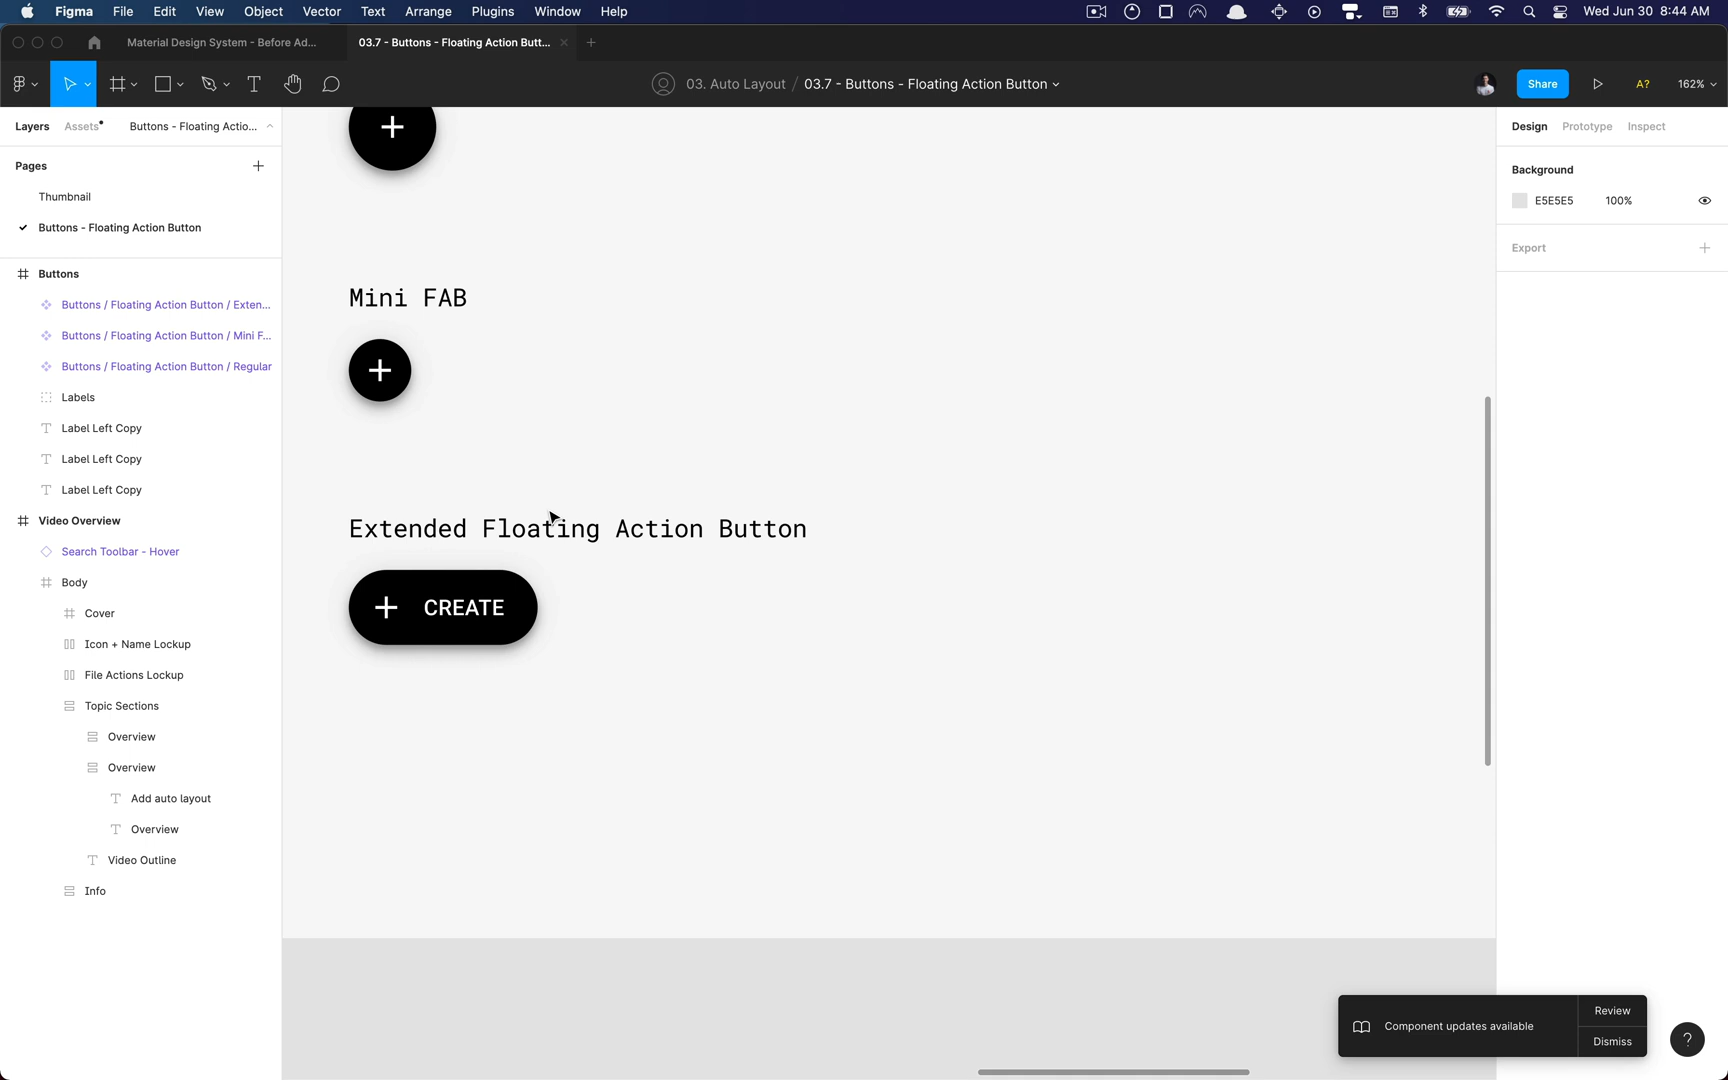 Figma File Edit View Object Vector Text Arrange Plugins Window Help Wed Jun 30 8:44 AM
Material Design System - Before Ad... 03.7 - Buttons - Floating Action Butt...
03. Auto Layout / 03.7 - Buttons - Floating Action Button Share A? 162%
Layers Assets Buttons - Floating Actio... Design Prototype Inspect
Pages
Thumbnail
Buttons - Floating Action Button
Buttons
Buttons / Floating Action Button / Exten...
Buttons / Floating Action Button / Mini F...
Buttons / Floating Action Button / Regular
Labels
Label Left Copy
Label Left Copy
Label Left Copy
Video Overview
Search Toolbar - Hover
Body
Cover
Icon + Name Lockup
File Actions Lockup
Topic Sections
Overview
Overview
Add auto layout
Overview
Video Outline
Info
Mini FAB
Extended Floating Action Button
CREATE
Background
E5E5E5 100%
Export
Component updates available
Review
Dismiss
?